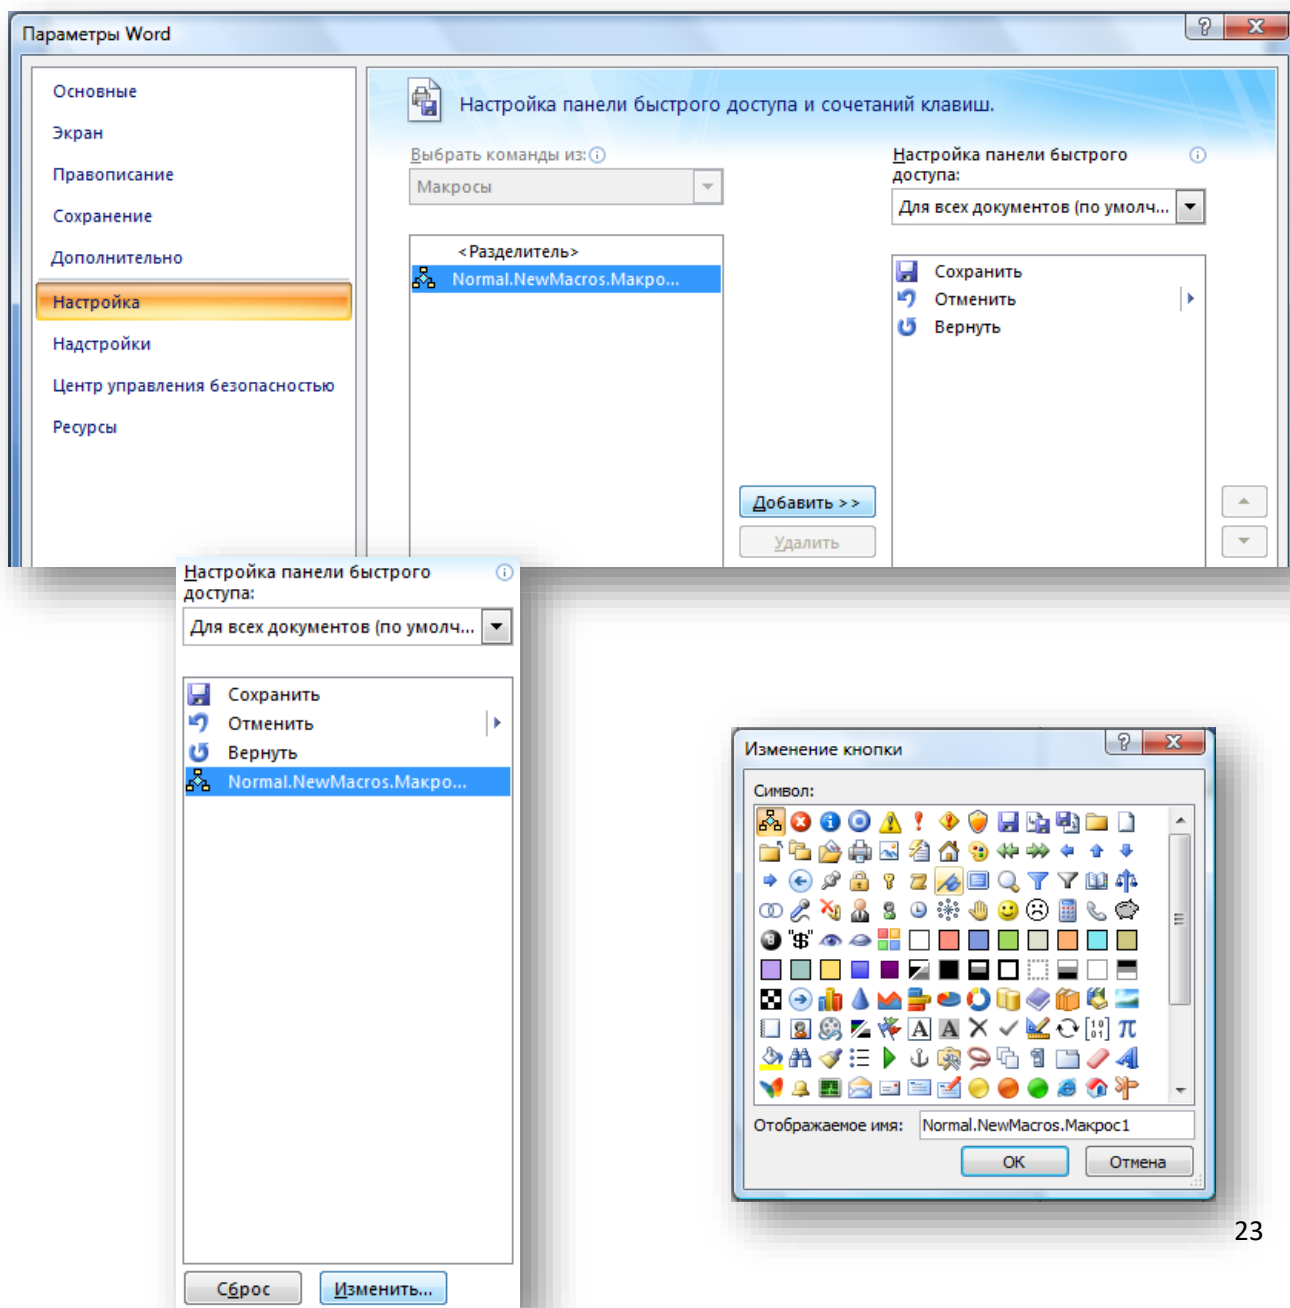 Параметры Word
Основные
Экран
Правописание
Сохранение
Дополнительно
Настройка
Надстройки
Центр управления безопасностью
Ресурсы
Настройка панели быстрого доступа и сочетаний клавиш.
Выбрать команды из:
Макросы
<Разделитель>
Normal.NewMacros.Макро...
Добавить >>
Удалить
Настройка панели быстрого
доступа:
Для всех документов (по умолч...
Сохранить
Отменить
Вернуть
Настройка панели быстрого
доступа:
Для всех документов (по умолч...
Сохранить
Отменить
Вернуть
Normal.NewMacros.Макро...
Сброс
Изменить...
Изменение кнопки
Символ:
Отображаемое имя:
Normal.NewMacros.Макрос1
ОК
Отмена
23